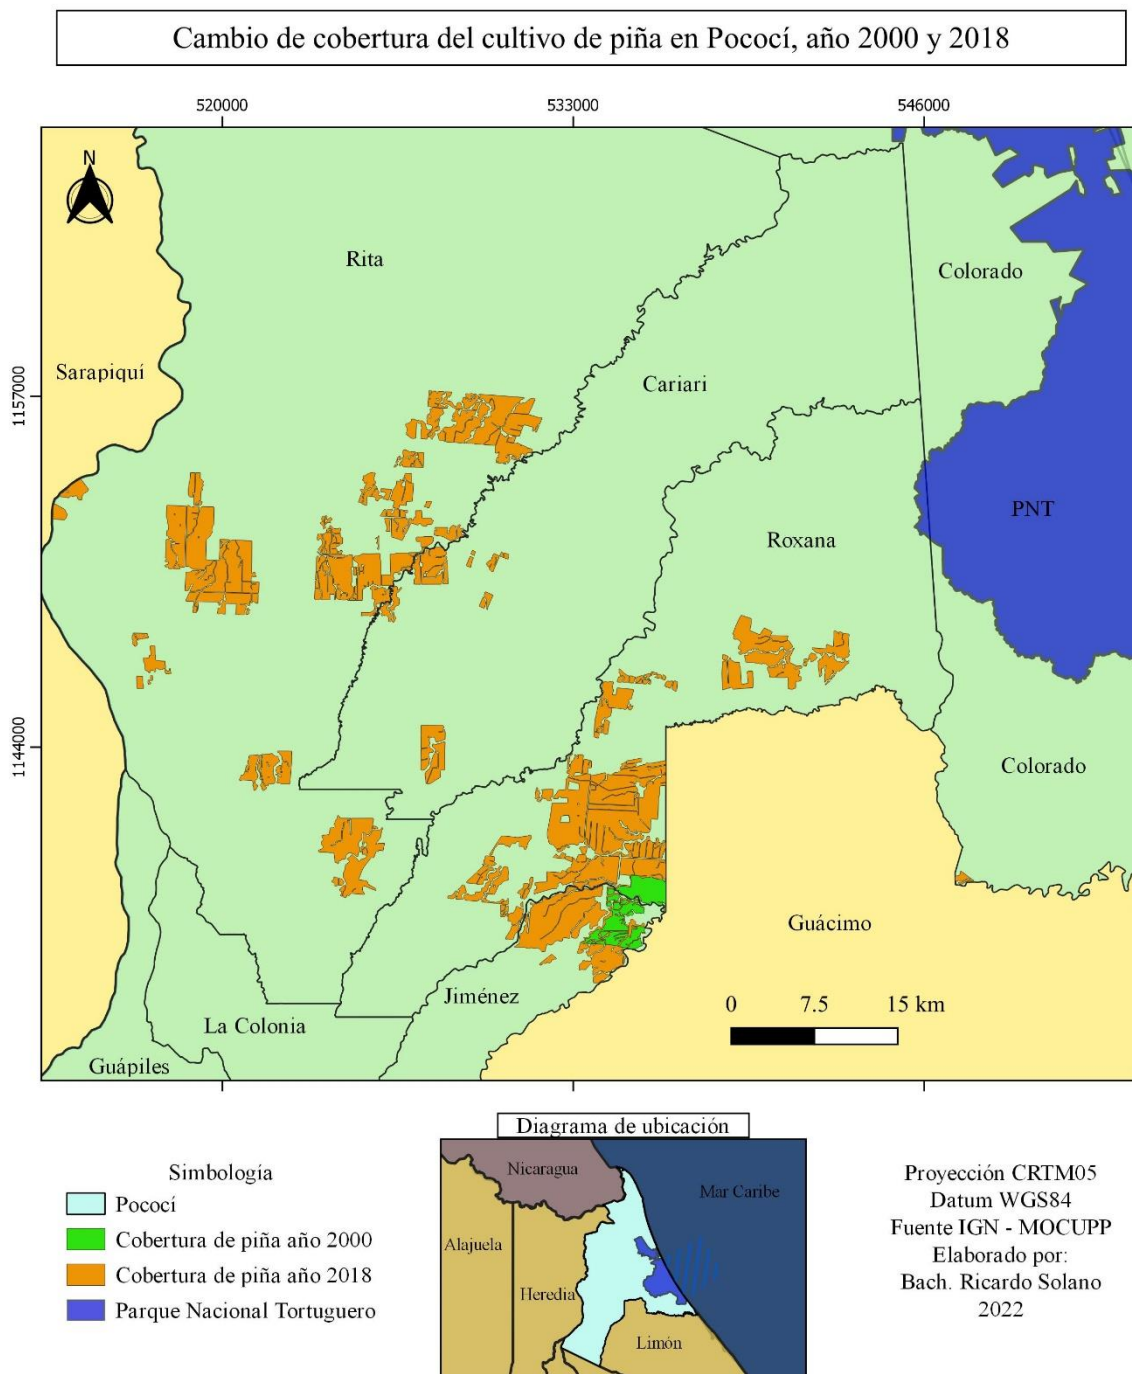 Cambio de cobertura del cultivo de piña en Pococí, año 2000 y 2018
520000
533000
546000
N
Rita
Colorado
1157000
Sarapiquí
Cariari
PNT
Roxana
1144000
Colorado
Guácimo
Jiménez
0 7.5 15 km
La Colonia
Guápiles
Diagrama de ubicación
Simbología
Pococí
Cobertura de piña año 2000
Cobertura de piña año 2018
Parque Nacional Tortuguero
Nicaragua
Mar Caribe
Alajuela
Heredia
Limón
Proyección CRTM05
Datum WGS84
Fuente IGN - MOCUPP
Elaborado por:
Bach. Ricardo Solano
2022